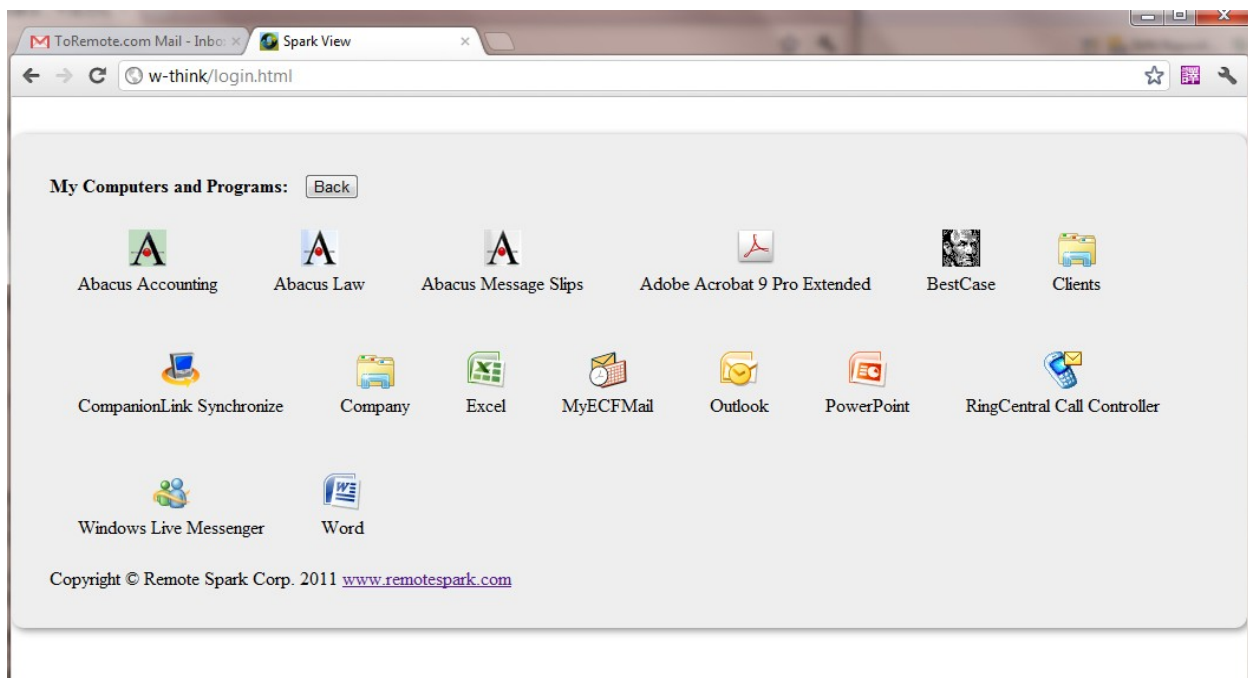 ToRemote.com Mail - Inbo
Spark View
w-think/login.html
My Computers and Programs: Back
Abacus Accounting Abacus Law Abacus Message Slips Adobe Acrobat 9 Pro Extended BestCase Clients
CompanionLink Synchronize Company Excel MyECFMail Outlook PowerPoint RingCentral Call Controller
Windows Live Messenger Word
Copyright © Remote Spark Corp. 2011 www.remotespark.com